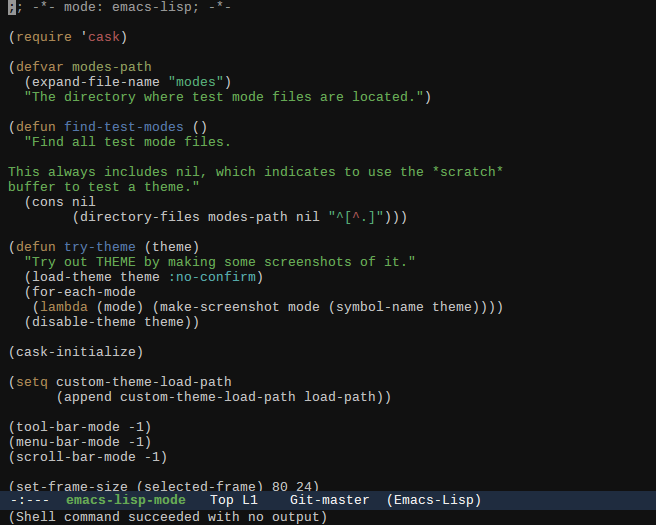 ;; -*- mode: emacs-lisp; -*-

(require 'cask)

(defvar modes-path
  (expand-file-name "modes")
  "The directory where test mode files are located.")

(defun find-test-modes ()
  "Find all test mode files.

This always includes nil, which indicates to use the *scratch*
buffer to test a theme."
  (cons nil
        (directory-files modes-path nil "^[^.]")))

(defun try-theme (theme)
  "Try out THEME by making some screenshots of it."
  (load-theme theme :no-confirm)
  (for-each-mode
   (lambda (mode) (make-screenshot mode (symbol-name theme))))
  (disable-theme theme))

(cask-initialize)

(setq custom-theme-load-path
      (append custom-theme-load-path load-path))

(tool-bar-mode -1)
(menu-bar-mode -1)
(scroll-bar-mode -1)

(set-frame-size (selected-frame) 80 24)
-:---  emacs-lisp-mode   Top L1    Git-master  (Emacs-Lisp)
(Shell command succeeded with no output)